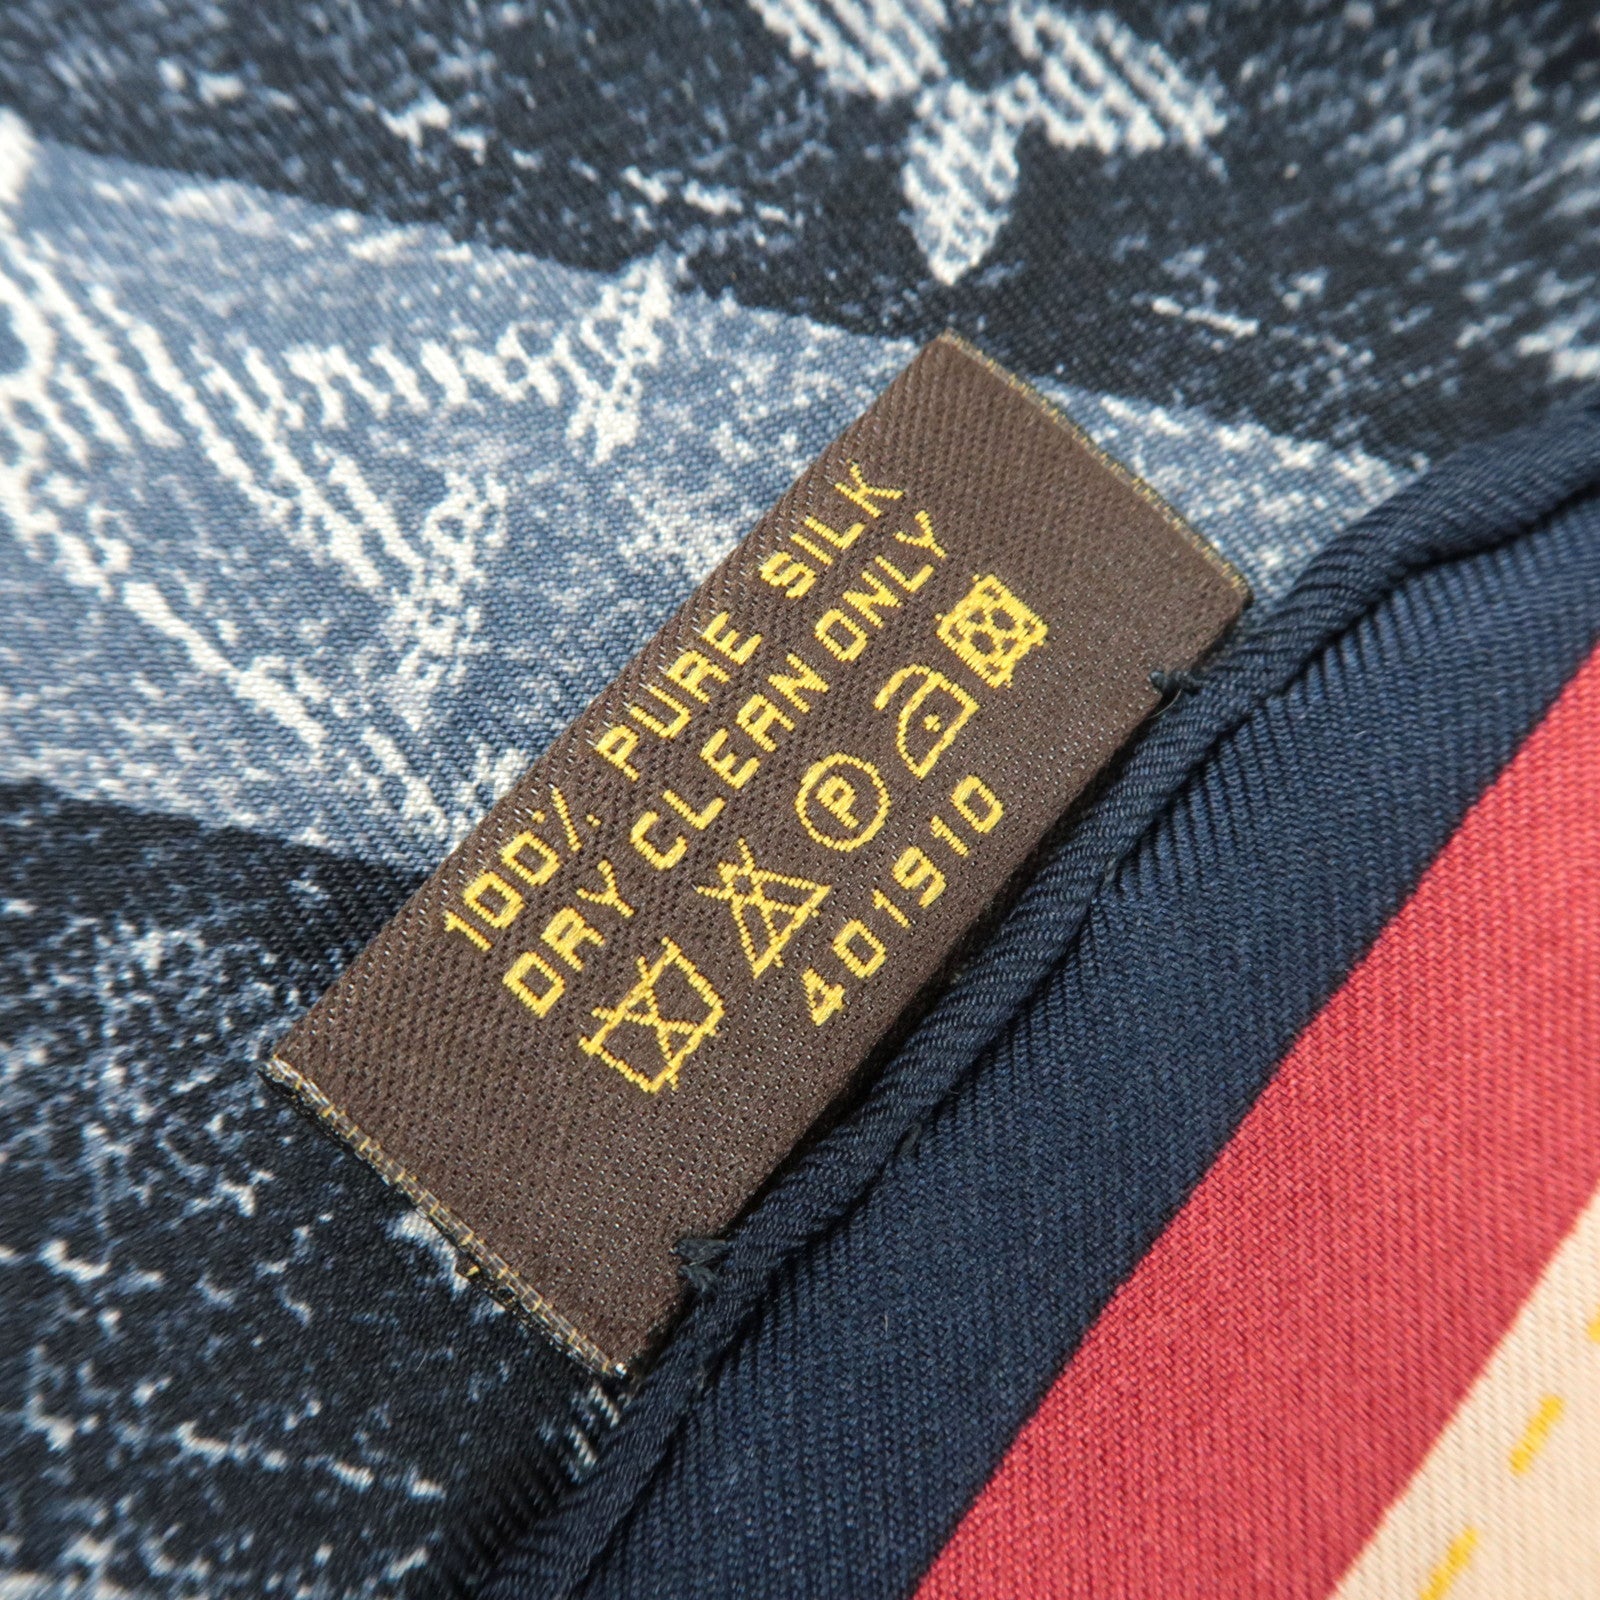 100% PURE SILK
DRY CLEAN ONLY
P
401910